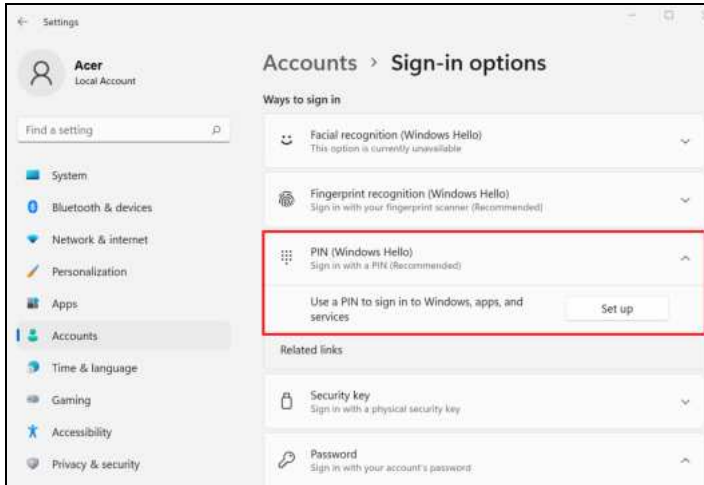 Settings
Acer
Local Account
Find a setting
System
Bluetooth & devices
Network & internet
Personalization
Apps
Accounts
Time & language
Gaming
Accessibility
Privacy & security
Accounts > Sign-in options
Ways to sign in
Facial recognition (Windows Hello)
This option is currently unavailable
Fingerprint recognition (Windows Hello)
Sign in with your fingerprint scanner (Recommended)
PIN (Windows Hello)
Sign in with a PIN (Recommended)
Use a PIN to sign in to Windows, apps, and
services
Set up
Related links
Security key
Sign in with a physical security key
Password
Sign in with your account's password